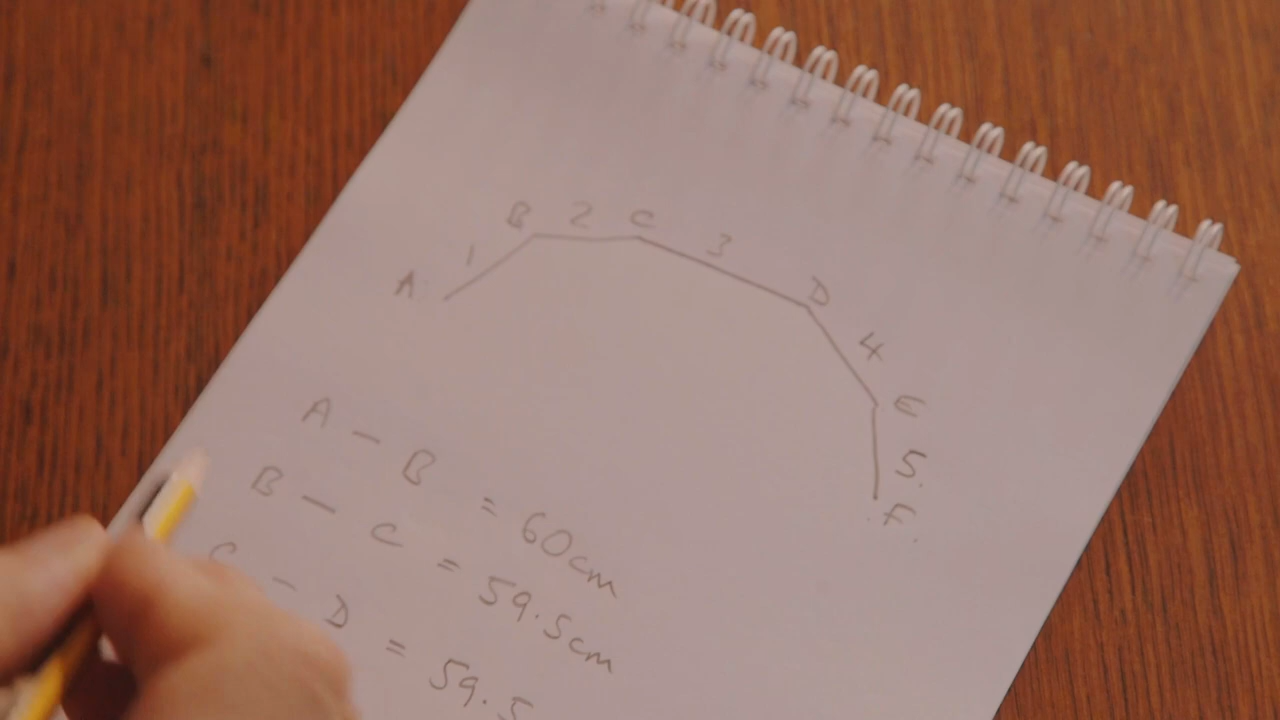 B 2 C 3
1
A
D
4
E
5.
F
A - B = 60cm
B - C = 59.5cm
C - D = 59.5